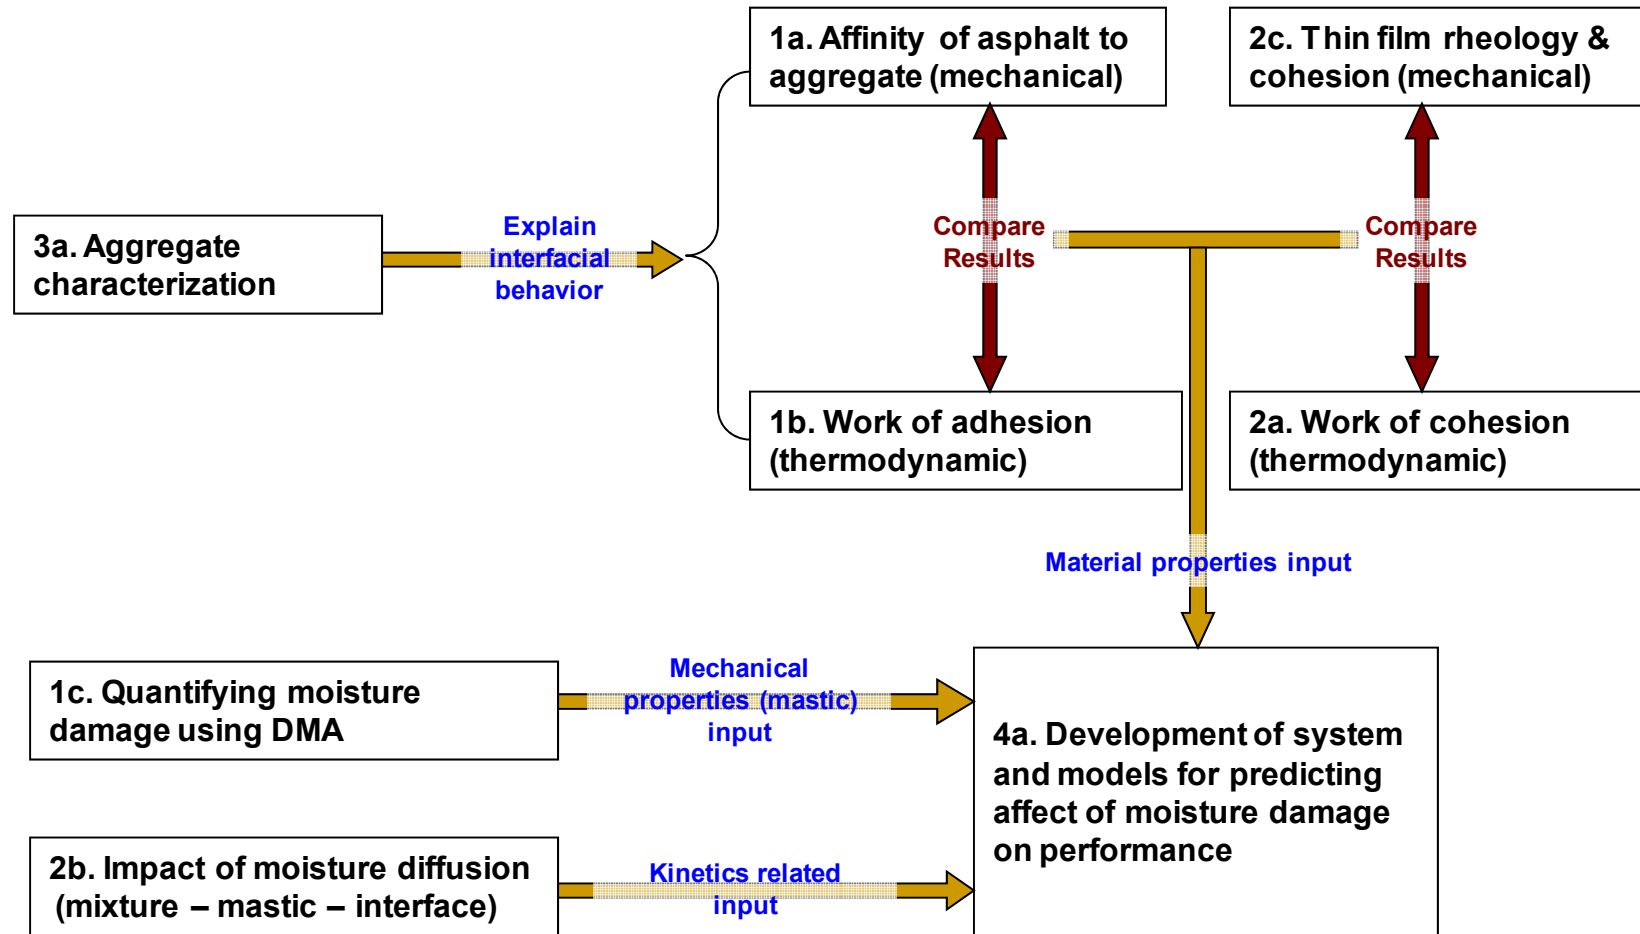 1a. Affinity of asphalt to
aggregate (mechanical)
2c. Thin film rheology &
cohesion (mechanical)
3a. Aggregate
characterization
Explain
interfacial
behavior
Compare
Results
Compare
Results
1b. Work of adhesion
(thermodynamic)
2a. Work of cohesion
(thermodynamic)
Material properties input
1c. Quantifying moisture
damage using DMA
Mechanical
properties (mastic)
input
4a. Development of system
and models for predicting
affect of moisture damage
on performance
2b. Impact of moisture diffusion
(mixture – mastic – interface)
Kinetics related
input